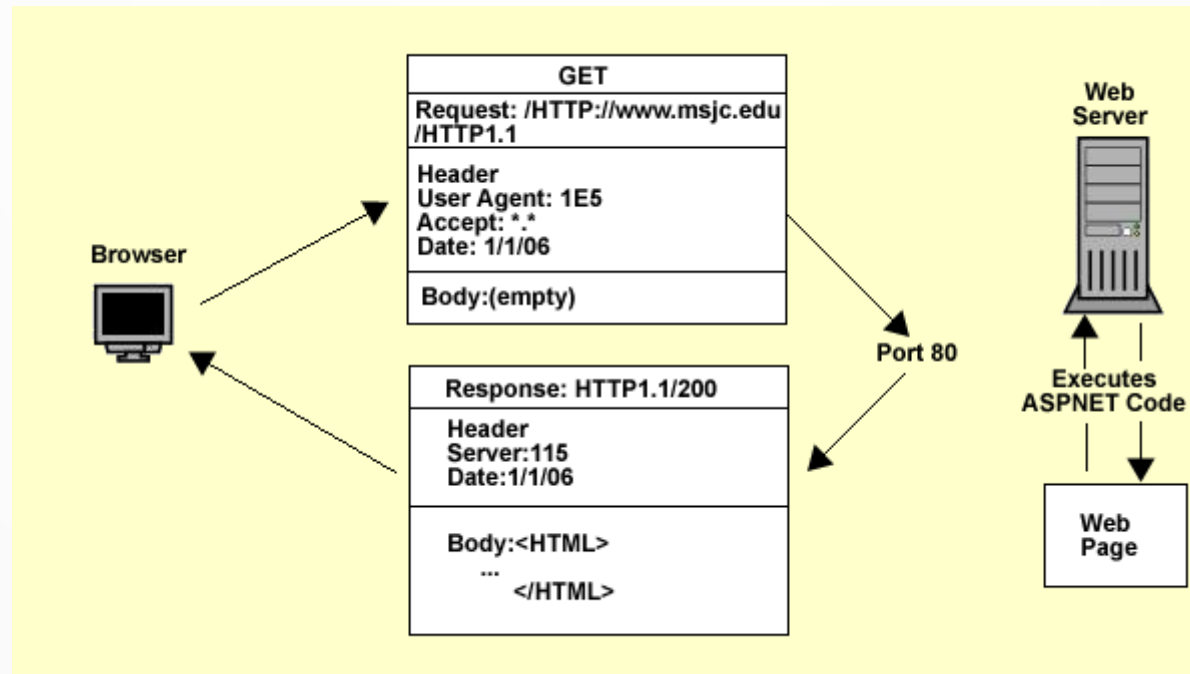 GET
Request: /HTTP://www.msjc.edu
/HTTP1.1
Header
User Agent: 1E5
Accept: *.*
Date: 1/1/06
Body:(empty)
Browser
Port 80
Response: HTTP1.1/200
Header
Server:115
Date:1/1/06
Body:<HTML>
...
</HTML>
Web
Server
Executes
ASPNET Code
Web
Page